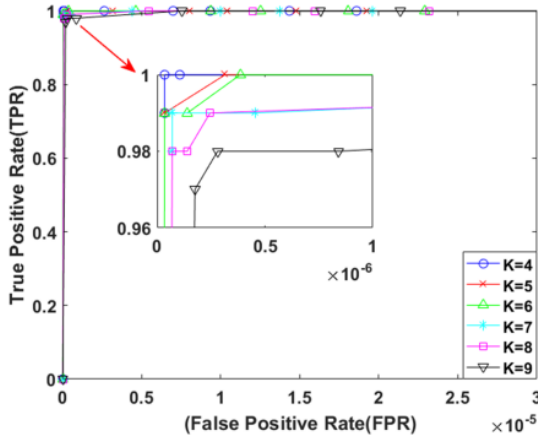 True Positive Rate(TPR)
1
0.8
0.6
0.4
0.2
0
1
0.98
0.96
0
0.5
1
×10⁻⁶
K=4
K=5
K=6
K=7
K=8
K=9
0
0.5
1
1.5
2
2.5
3
×10⁻⁵
(False Positive Rate(FPR)